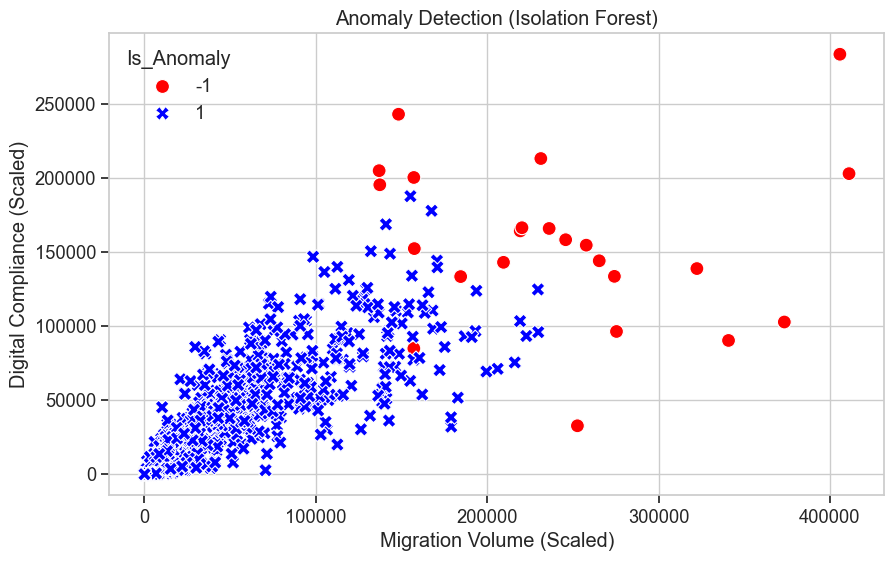 Anomaly Detection (Isolation Forest)
Is_Anomaly
-1
1
250000
200000
150000
100000
50000
0
Digital Compliance (Scaled)
0 100000 200000 300000 400000
Migration Volume (Scaled)